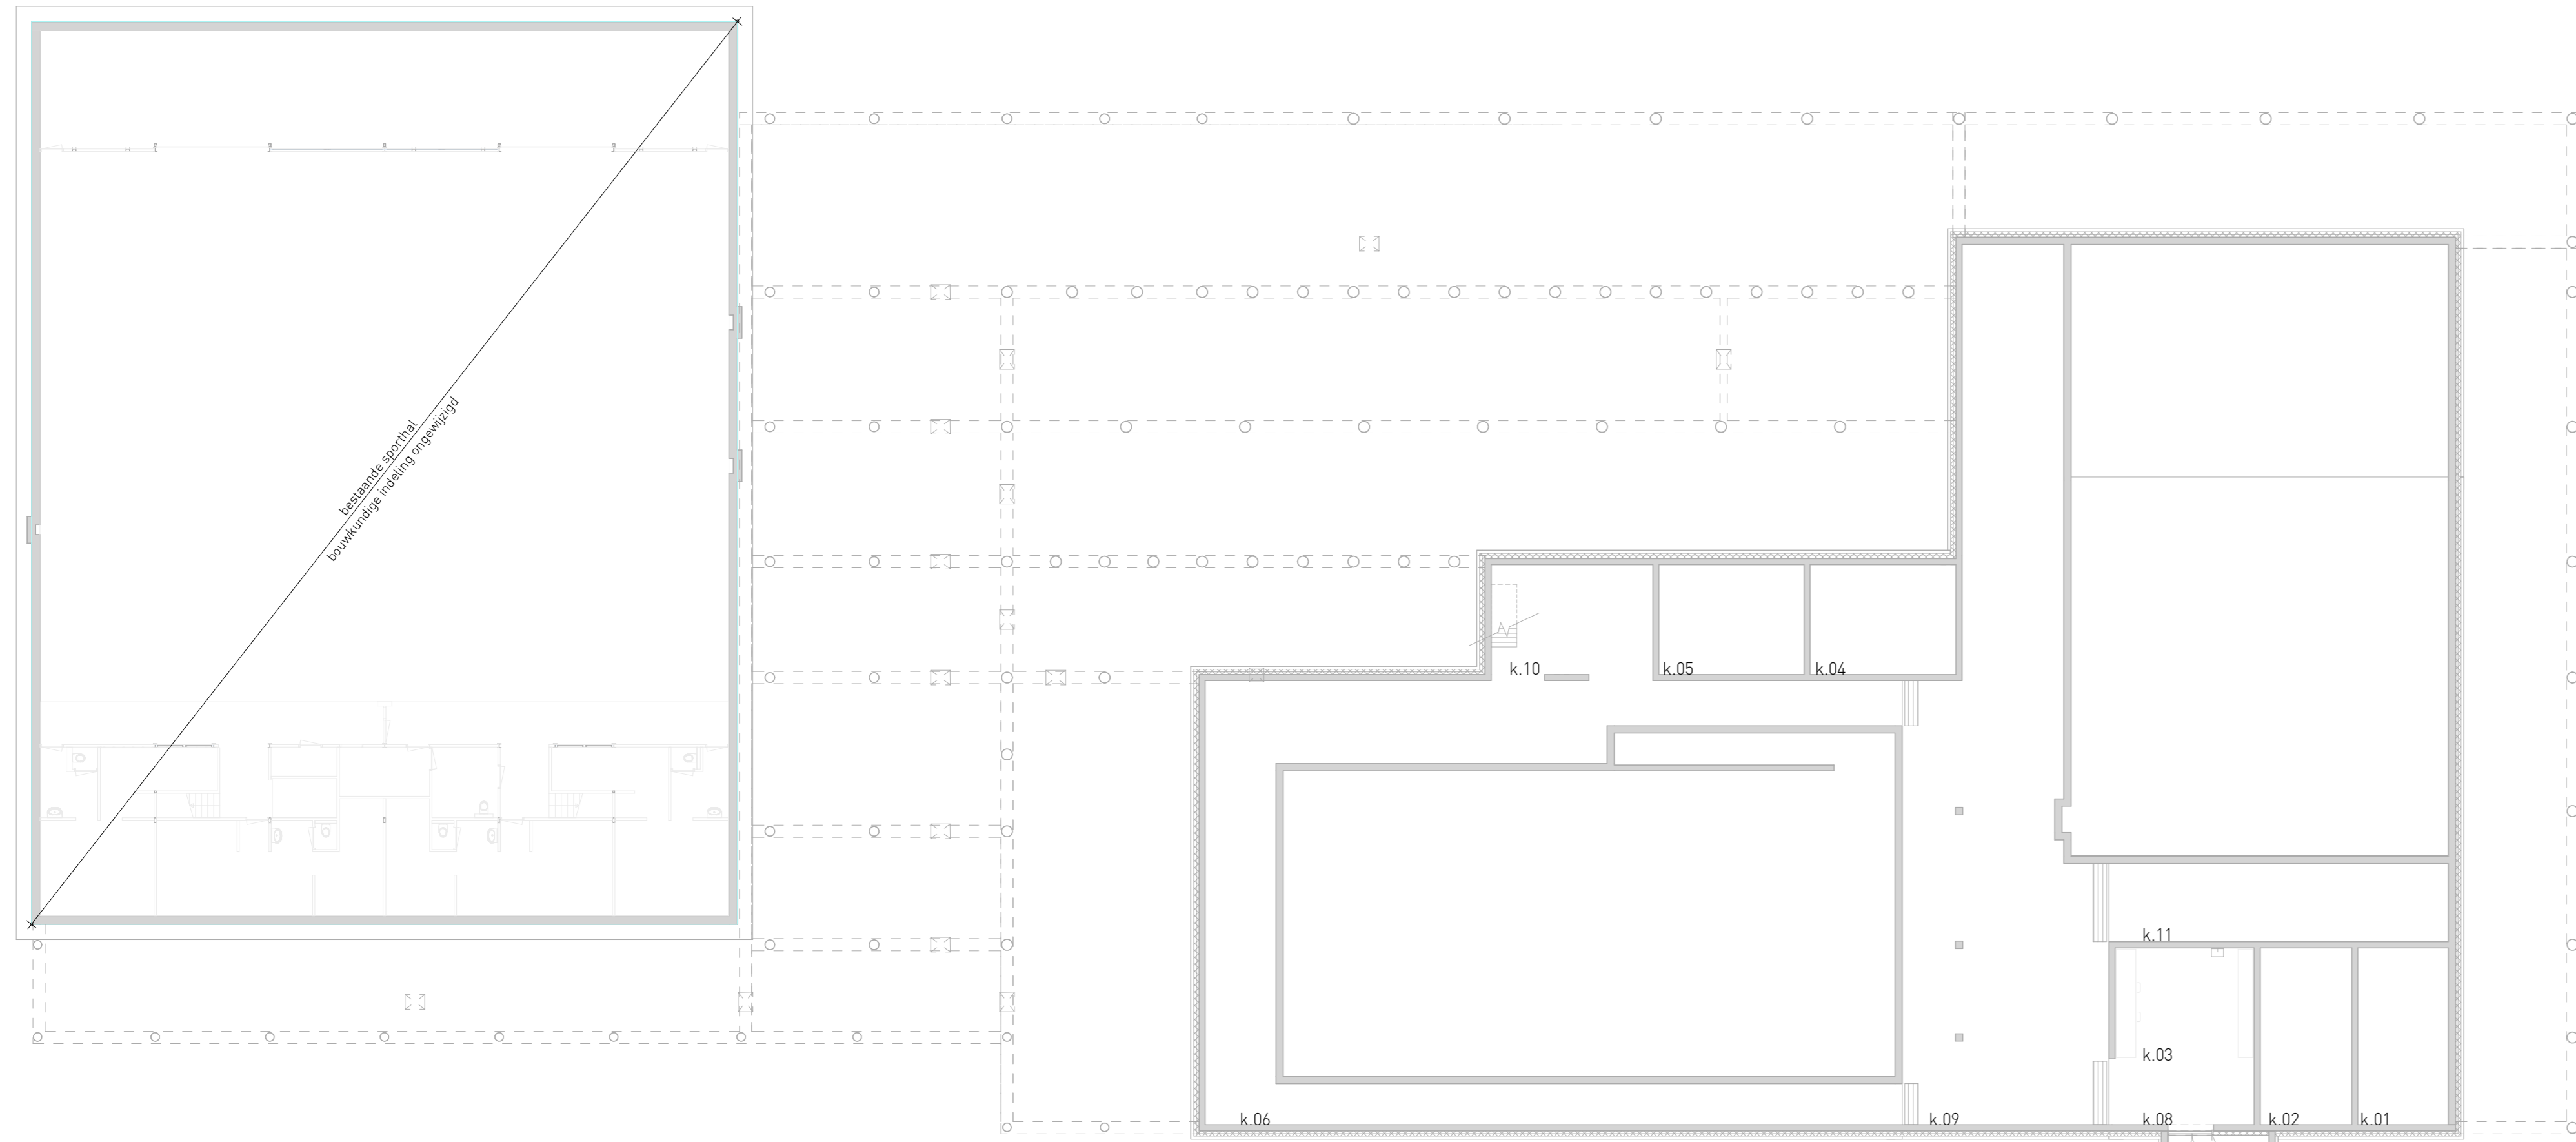 bestaande sporthal
bouwkundige indeling ongewijzigd
k.10
k.05
k.04
k.11
k.03
k.06
k.09
k.08
k.02
k.01